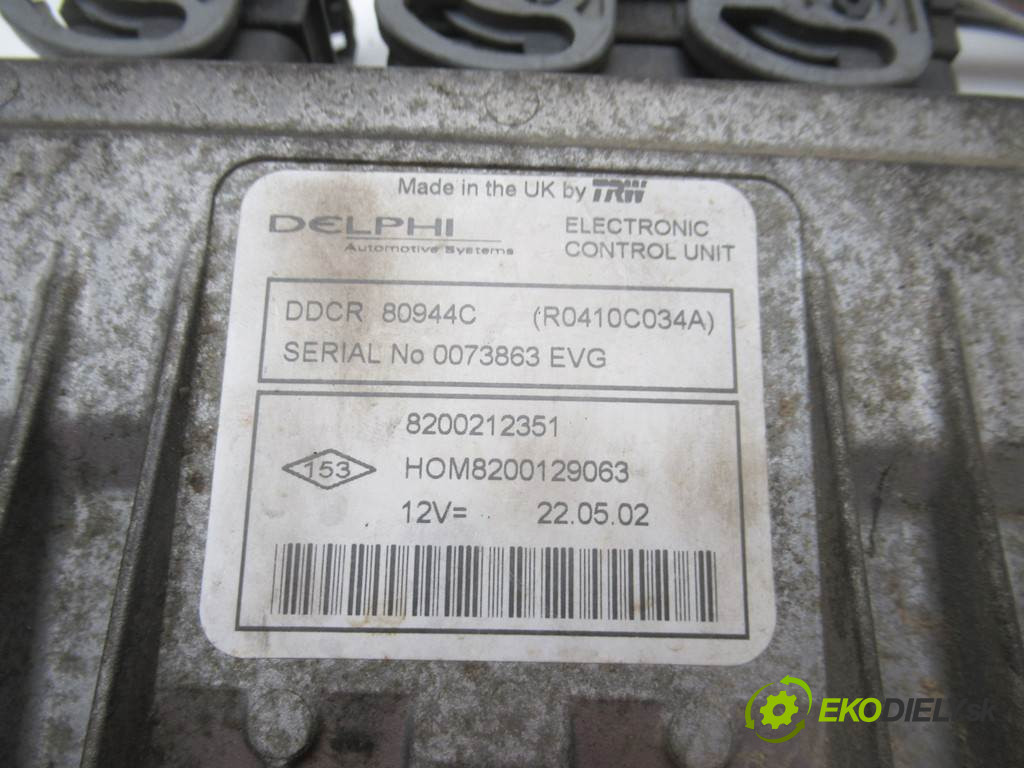 Made in the UK by TRW
DELPHI
Automotive Systems
ELECTRONIC
CONTROL UNIT
DDCR 80944C (R0410C034A)
SERIAL No 0073863 EVG
8200212351
153 HOM8200129063
12V= 22.05.02
EKODIELY.sk